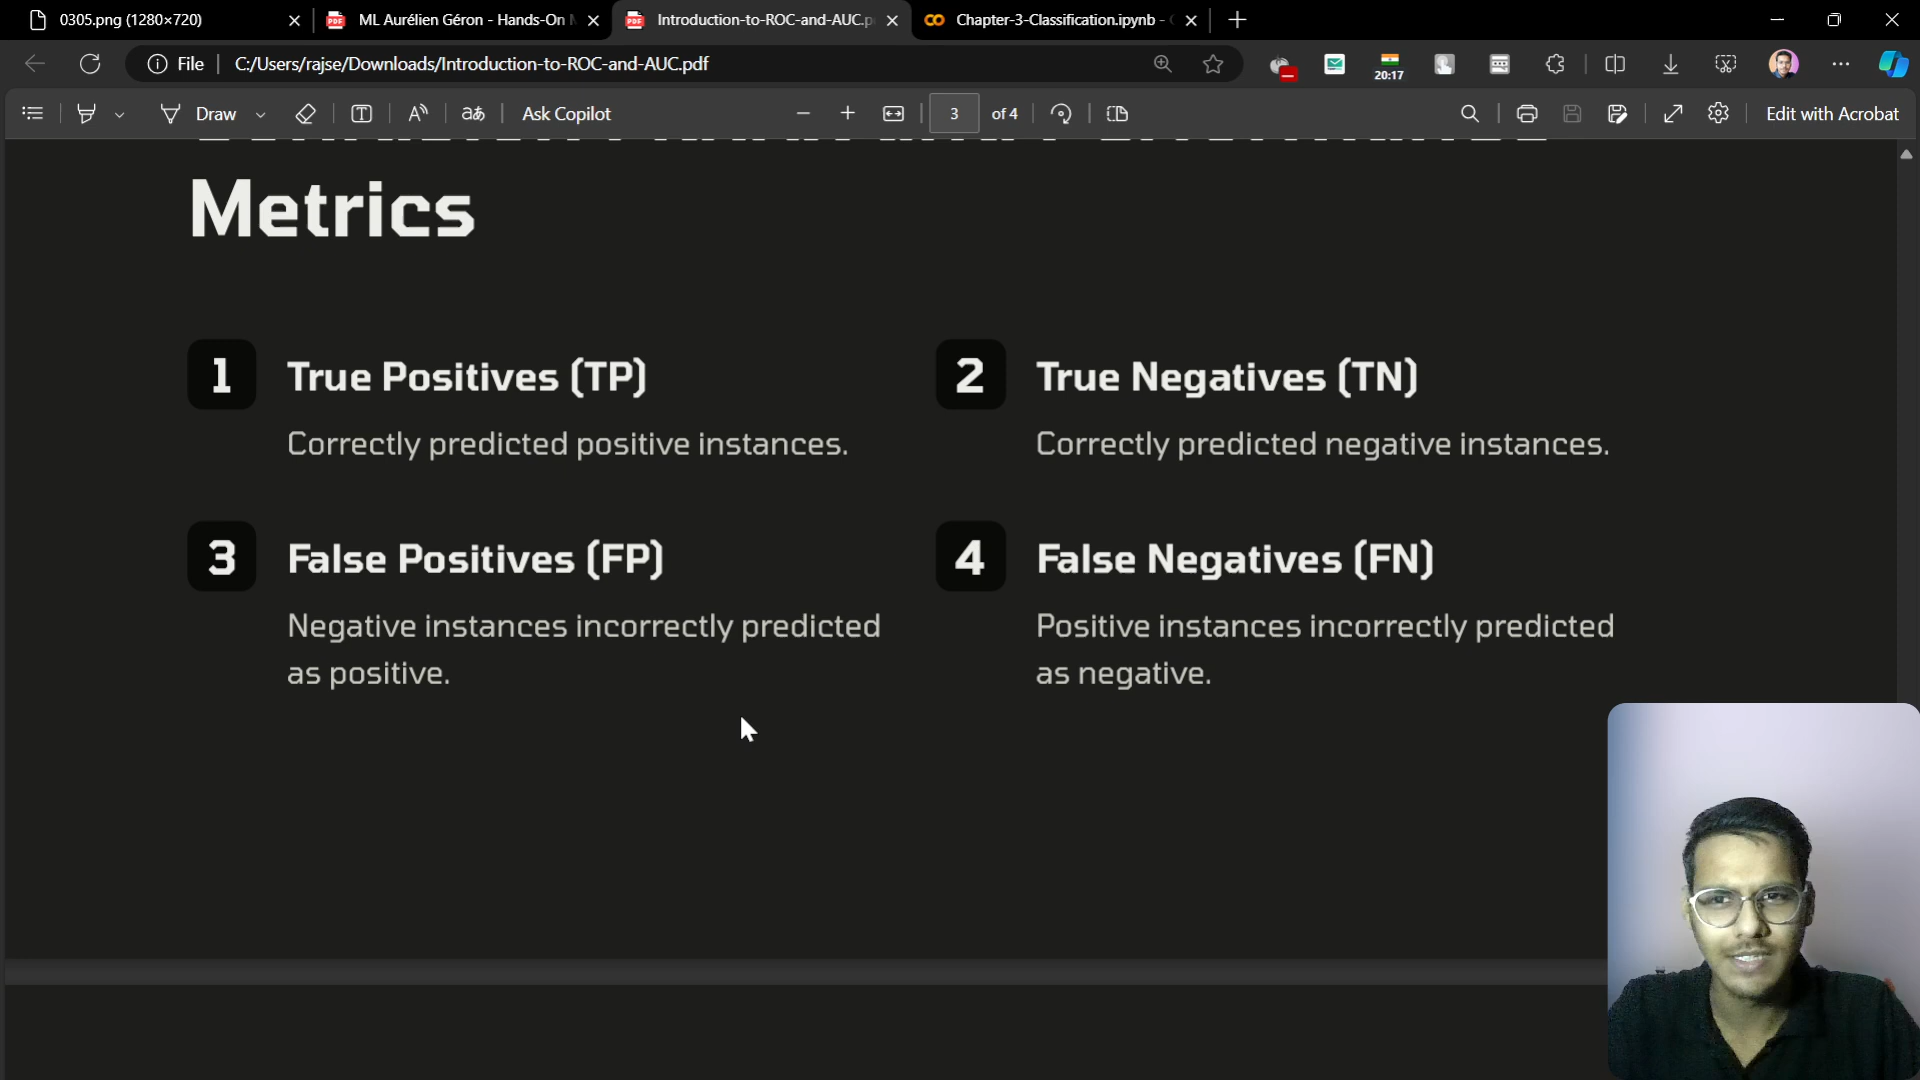 0305.png (1280×720)
ML Aurélien Géron - Hands-On
Introduction-to-ROC-and-AUC.p
Chapter-3-Classification.ipynb -
File
C:/Users/rajse/Downloads/Introduction-to-ROC-and-AUC.pdf
20:17
Draw
Ask Copilot
3 of 4
Edit with Acrobat
Metrics
1 True Positives (TP)
Correctly predicted positive instances.
2 True Negatives (TN)
Correctly predicted negative instances.
3 False Positives (FP)
Negative instances incorrectly predicted
as positive.
4 False Negatives (FN)
Positive instances incorrectly predicted
as negative.